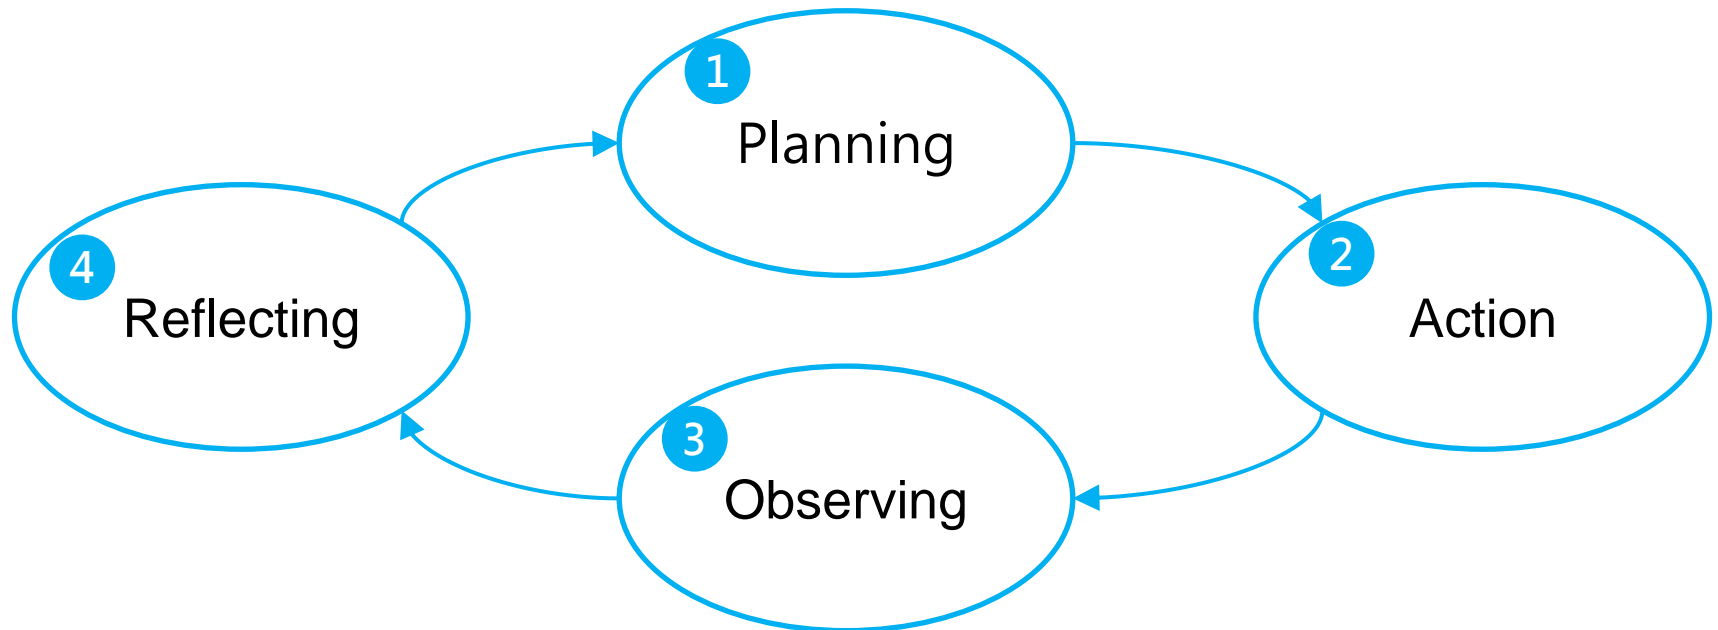 1
Planning
2
Action
3
Observing
4
Reflecting